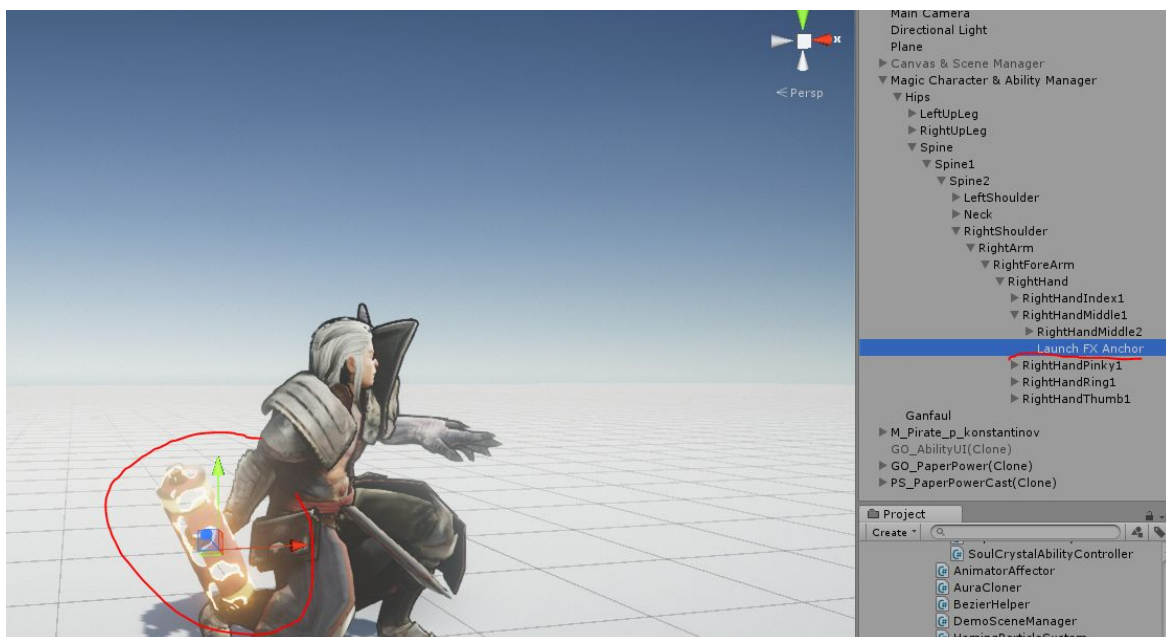 x
Persp
Main Camera
Directional Light
Plane
Canvas & Scene Manager
Magic Character & Ability Manager
Hips
LeftUpLeg
RightUpLeg
Spine
Spine1
Spine2
LeftShoulder
Neck
RightShoulder
RightArm
RightForeArm
RightHand
RightHandIndex1
RightHandMiddle1
RightHandMiddle2
Launch FX Anchor
RightHandPinky1
RightHandRing1
RightHandThumb1
Ganfaul
M_Pirate_p_konstantinov
GO_AbilityUI(Clone)
GO_PaperPower(Clone)
PS_PaperPowerCast(Clone)
Project
Create
SoulCrystalAbilityController
AnimatorAffector
AuraCloner
BezierHelper
DemoSceneManager